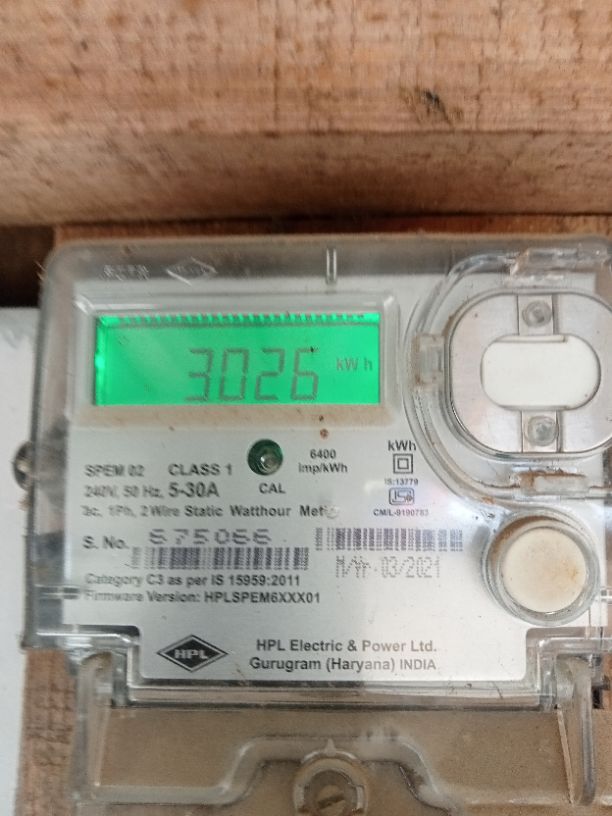 3026 kWh
6400
imp/kWh
kWh
SPEM 02 CLASS 1
IS:13779
240V, 50 Hz, 5-30A
CAL
CM/L-9190783
1Ph, 2 Wire Static Watthour Meter
S. No. 675066
M/Yr-03/2021
Category C3 as per IS 15959:2011
Firmware Version: HPLSPEM6XXX01
HPL
HPL Electric & Power Ltd.
Gurugram (Haryana) INDIA